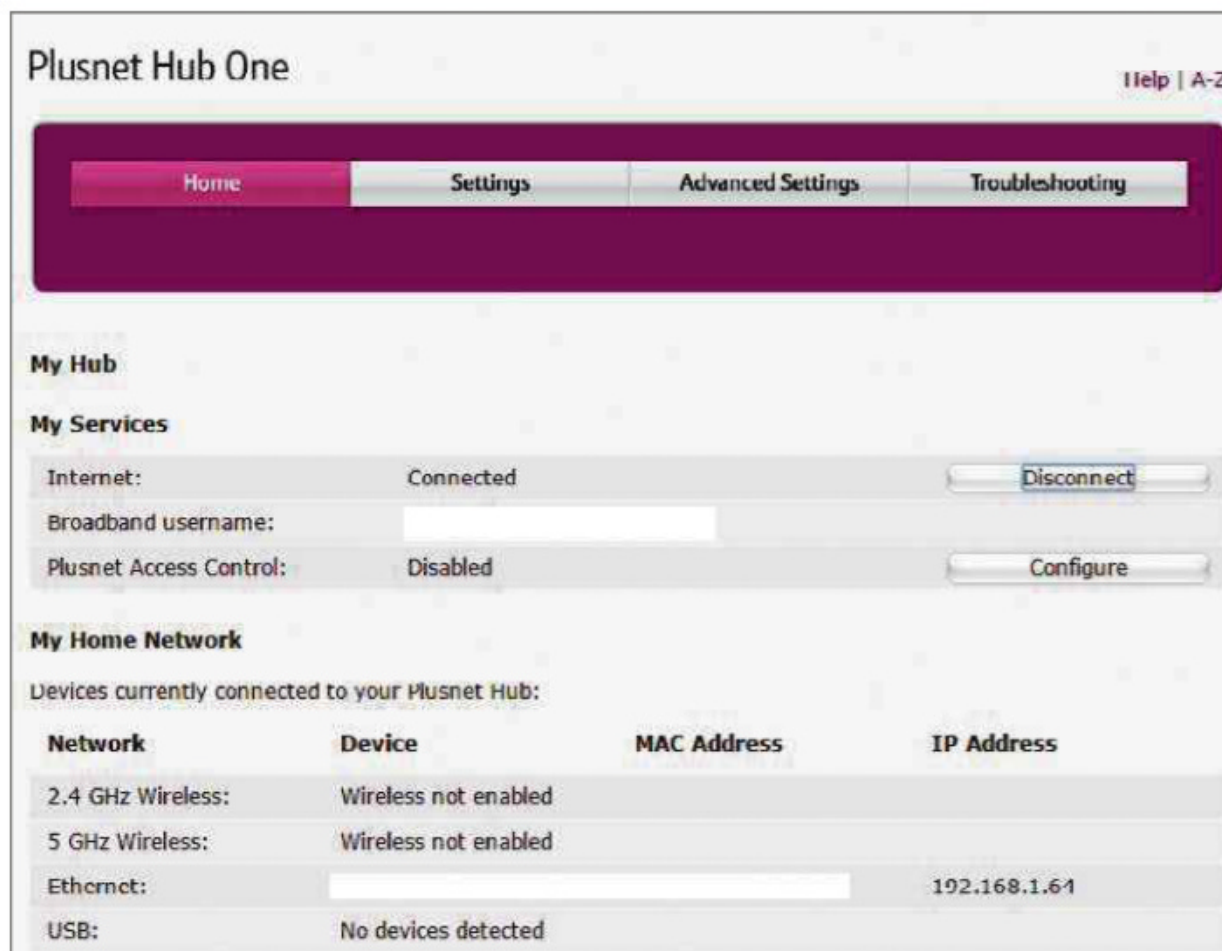 Plusnet Hub One
Help | A-Z
Home Settings Advanced Settings Troubleshooting
My Hub
My Services
Internet: Connected Disconnect
Broadband username:
Plusnet Access Control: Disabled Configure
My Home Network
Devices currently connected to your Plusnet Hub:
Network Device MAC Address IP Address
2.4 GHz Wireless: Wireless not enabled
5 GHz Wireless: Wireless not enabled
Ethernet: 192.168.1.64
USB: No devices detected